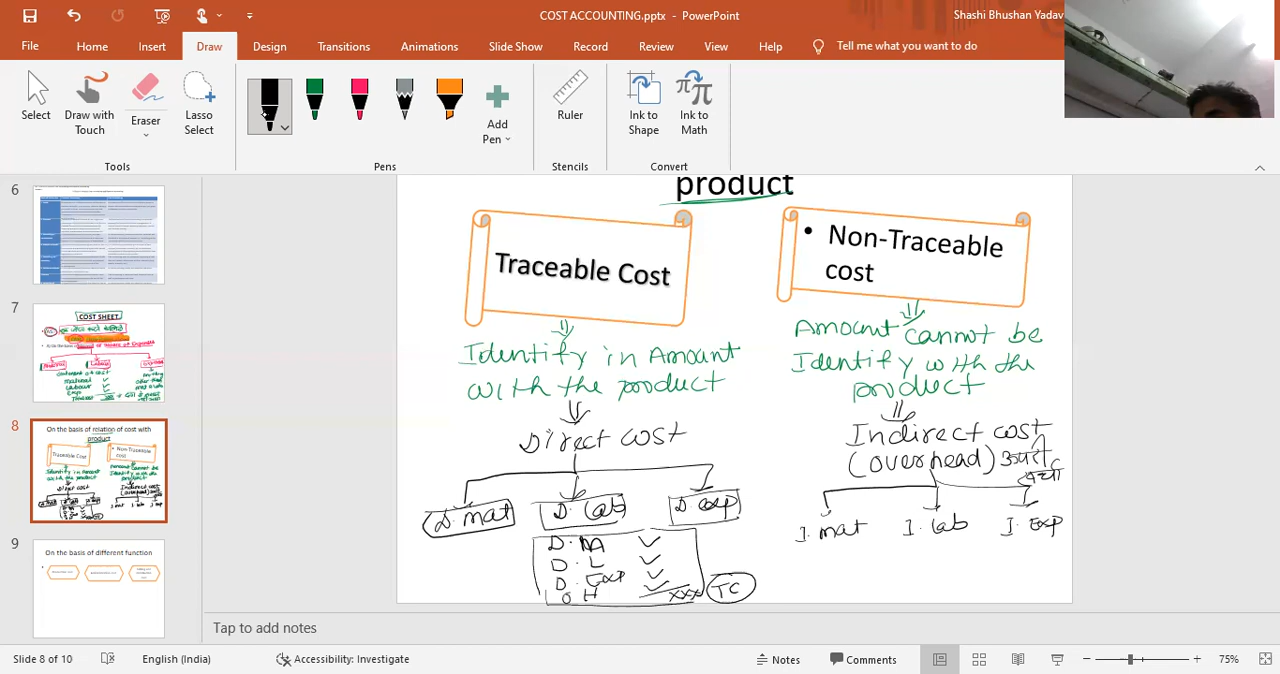 COST ACCOUNTING.pptx - PowerPoint
Shashi Bhushan Yadav
File Home Insert Draw Design Transitions Animations Slide Show Record Review View Help Tell me what you want to do
Select
Draw with Touch
Eraser
Lasso Select
Add Pen
Ruler
Ink to Shape
Ink to Math
Tools Pens Stencils Convert
6
7
COST SHEET
8
On the basis of relation of cost with
product
Traceable Cost
Non-Traceable
cost
9
On the basis of different function
product
Traceable Cost
• Non-Traceable
cost
Identify in Amount
with the product
Amount cannot be
Identify with the
product
Direct cost
Indirect cost
(overhead)
D. mat D. Lab D. exp
I. mat I. lab I. Exp
D. M
D. L
D. Exp
O H xxx TC
Tap to add notes
Slide 8 of 10 English (India) Accessibility: Investigate Notes Comments 75%